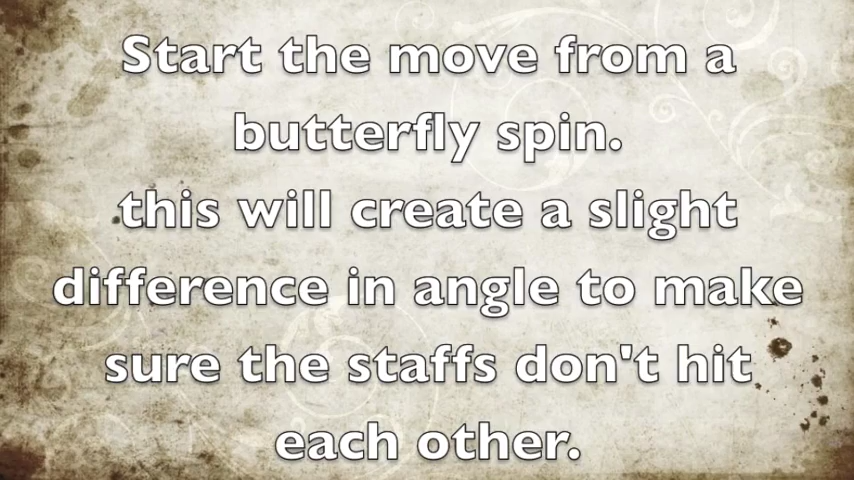 Start the move from a
butterfly spin.
this will create a slight
difference in angle to make
sure the staffs don't hit
each other.